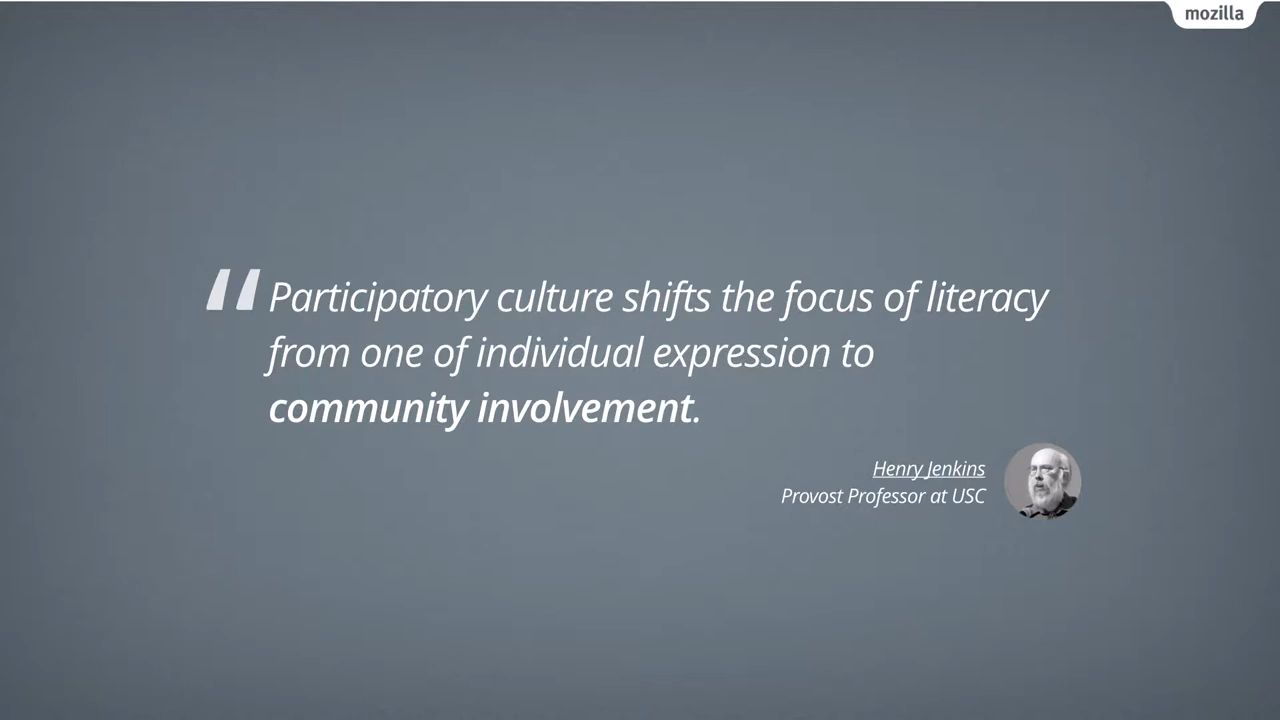 mozilla
“Participatory culture shifts the focus of literacy
from one of individual expression to
community involvement.
Henry Jenkins
Provost Professor at USC